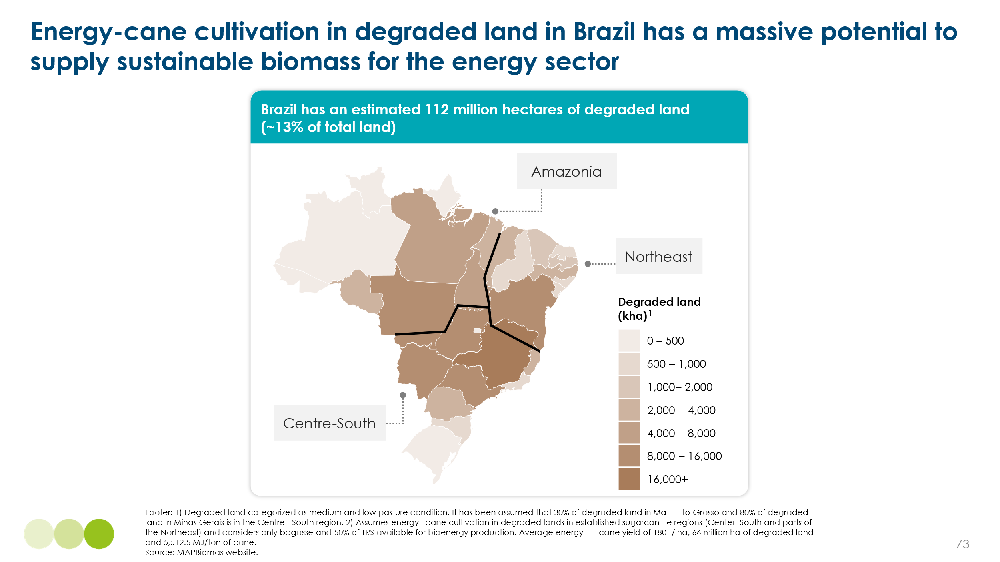 Energy-cane cultivation in degraded land in Brazil has a massive potential to
supply sustainable biomass for the energy sector
Brazil has an estimated 112 million hectares of degraded land
(~13% of total land)
Amazonia
Northeast
Centre-South
Degraded land
(kha)1
0 – 500
500 – 1,000
1,000– 2,000
2,000 – 4,000
4,000 – 8,000
8,000 – 16,000
16,000+
Footer: 1) Degraded land categorized as medium and low pasture condition. It has been assumed that 30% of degraded land in Ma to Grosso and 80% of degraded
land in Minas Gerais is in the Centre -South region. 2) Assumes energy -cane cultivation in degraded lands in established sugarcan e regions (Center -South and parts of
the Northeast) and considers only bagasse and 50% of TRS available for bioenergy production. Average energy -cane yield of 180 t/ ha, 66 million ha of degraded land
and 5,512.5 MJ/ton of cane.
Source: MAPBiomas website.
73